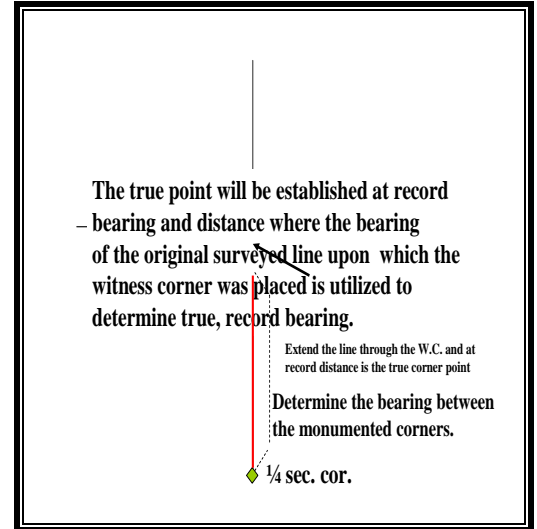 The true point will be established at record
– bearing and distance where the bearing
of the original surveyed line upon which the
witness corner was placed is utilized to
determine true, record bearing.
Extend the line through the W.C. and at
record distance is the true corner point
Determine the bearing between
the monumented corners.
¼ sec. cor.